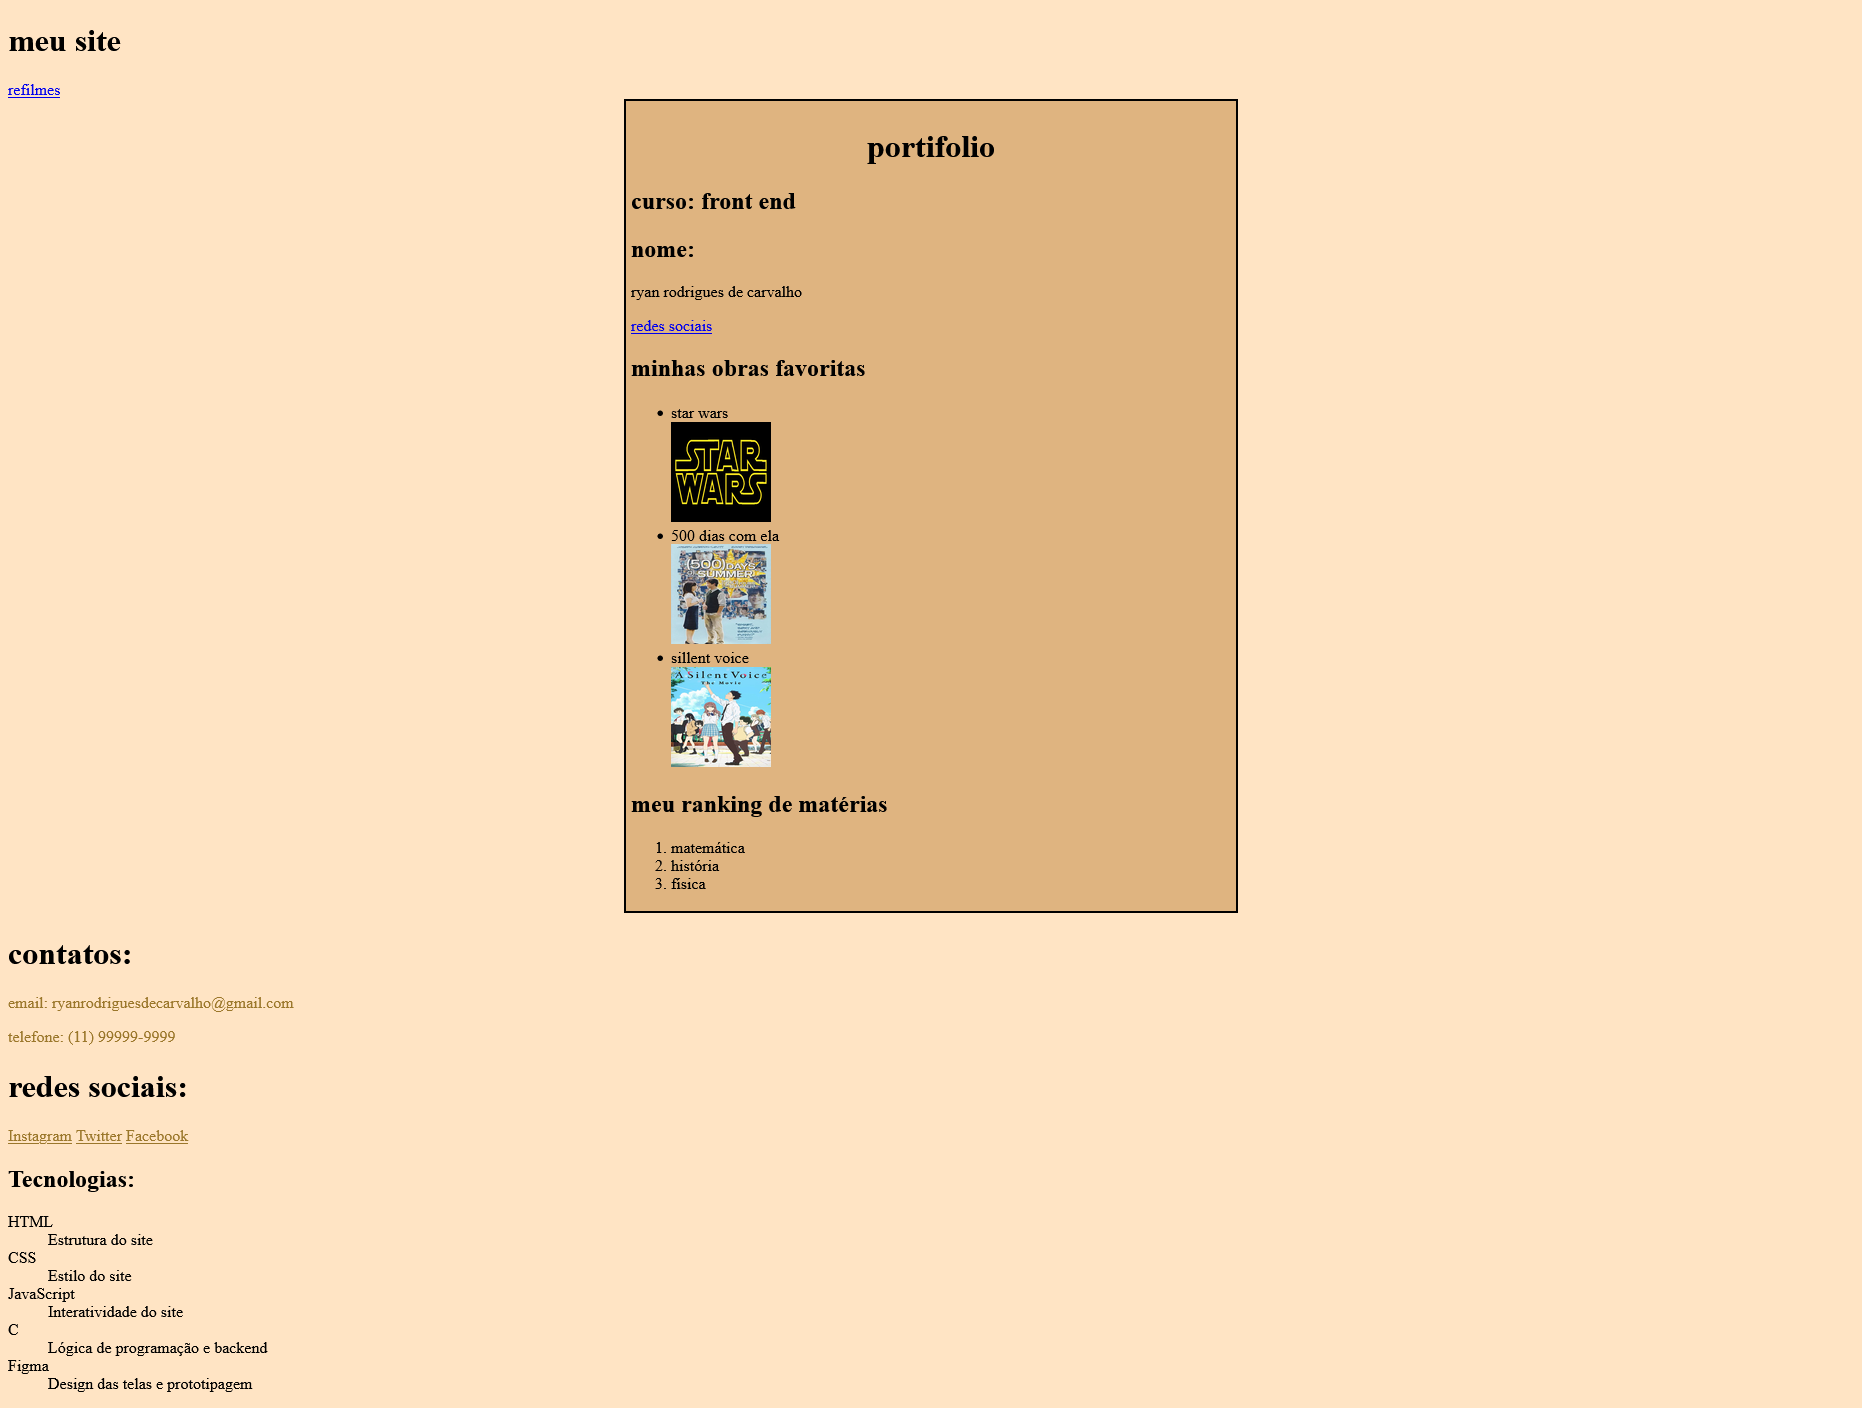 meu site
refilmes
portifolio
curso: front end
nome:
ryan rodrigues de carvalho
redes sociais
minhas obras favoritas
star wars
STAR
WARS
500 dias com ela
(500)DAYS
OF SUMMER
sillent voice
A Silent Voice
The Movie
meu ranking de matérias
1. matemática
2. história
3. física
contatos:
email: ryanrodriguesdecarvalho@gmail.com
telefone: (11) 99999-9999
redes sociais:
Instagram Twitter Facebook
Tecnologias:
HTML
Estrutura do site
CSS
Estilo do site
JavaScript
Interatividade do site
C
Lógica de programação e backend
Figma
Design das telas e prototipagem